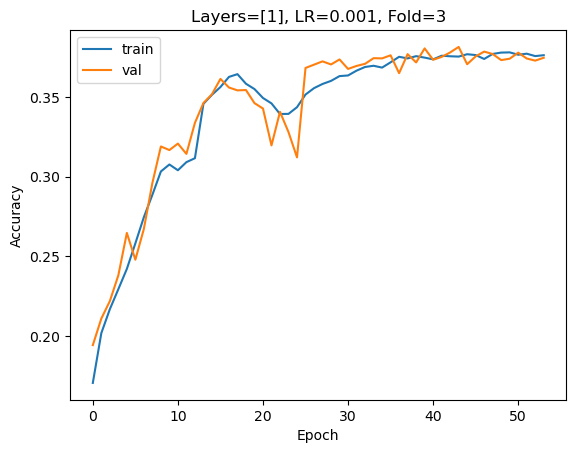 Layers=[1], LR=0.001, Fold=3
train
val
0.35
0.30
0.25
0.20
Accuracy
0 10 20 30 40 50
Epoch